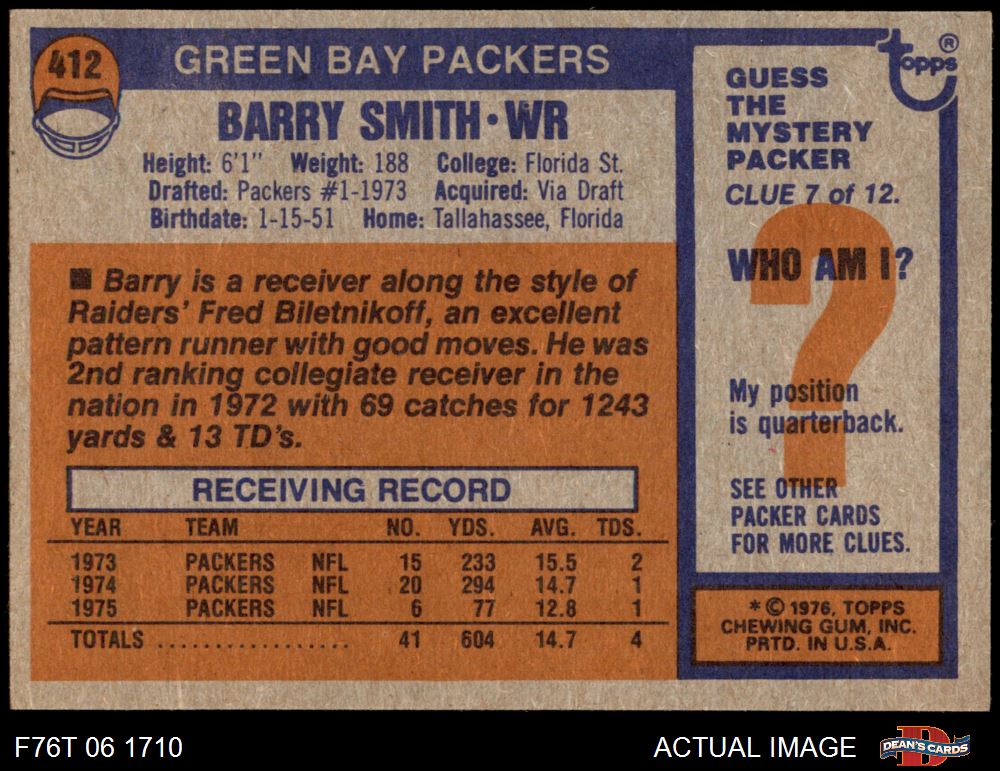 412
GREEN BAY PACKERS
BARRY SMITH • WR
Height: 6'1" Weight: 188 College: Florida St.
Drafted: Packers #1-1973 Acquired: Via Draft
Birthdate: 1-15-51 Home: Tallahassee, Florida
■ Barry is a receiver along the style of
Raiders' Fred Biletnikoff, an excellent
pattern runner with good moves. He was
2nd ranking collegiate receiver in the
nation in 1972 with 69 catches for 1243
yards & 13 TD's.
RECEIVING RECORD
YEAR TEAM NO. YDS. AVG. TDS.
1973 PACKERS NFL 15 233 15.5 2
1974 PACKERS NFL 20 294 14.7 1
1975 PACKERS NFL 6 77 12.8 1
TOTALS ................. 41 604 14.7 4
topps ®
GUESS
THE
MYSTERY
PACKER
CLUE 7 of 12.
?
WHO AM I?
My position
is quarterback.
SEE OTHER
PACKER CARDS
FOR MORE CLUES.
* © 1976, TOPPS
CHEWING GUM, INC.
PRTD. IN U.S.A.
F76T 06 1710
ACTUAL IMAGE
D
DEAN'S CARDS